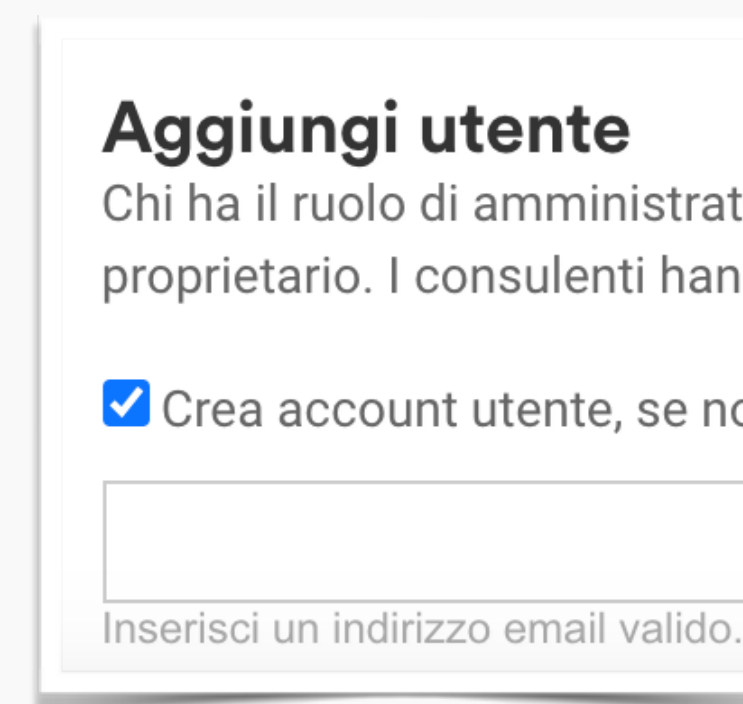 Aggiungi utente
Chi ha il ruolo di amministrat
proprietario. I consulenti han
Crea account utente, se no
Inserisci un indirizzo email valido.